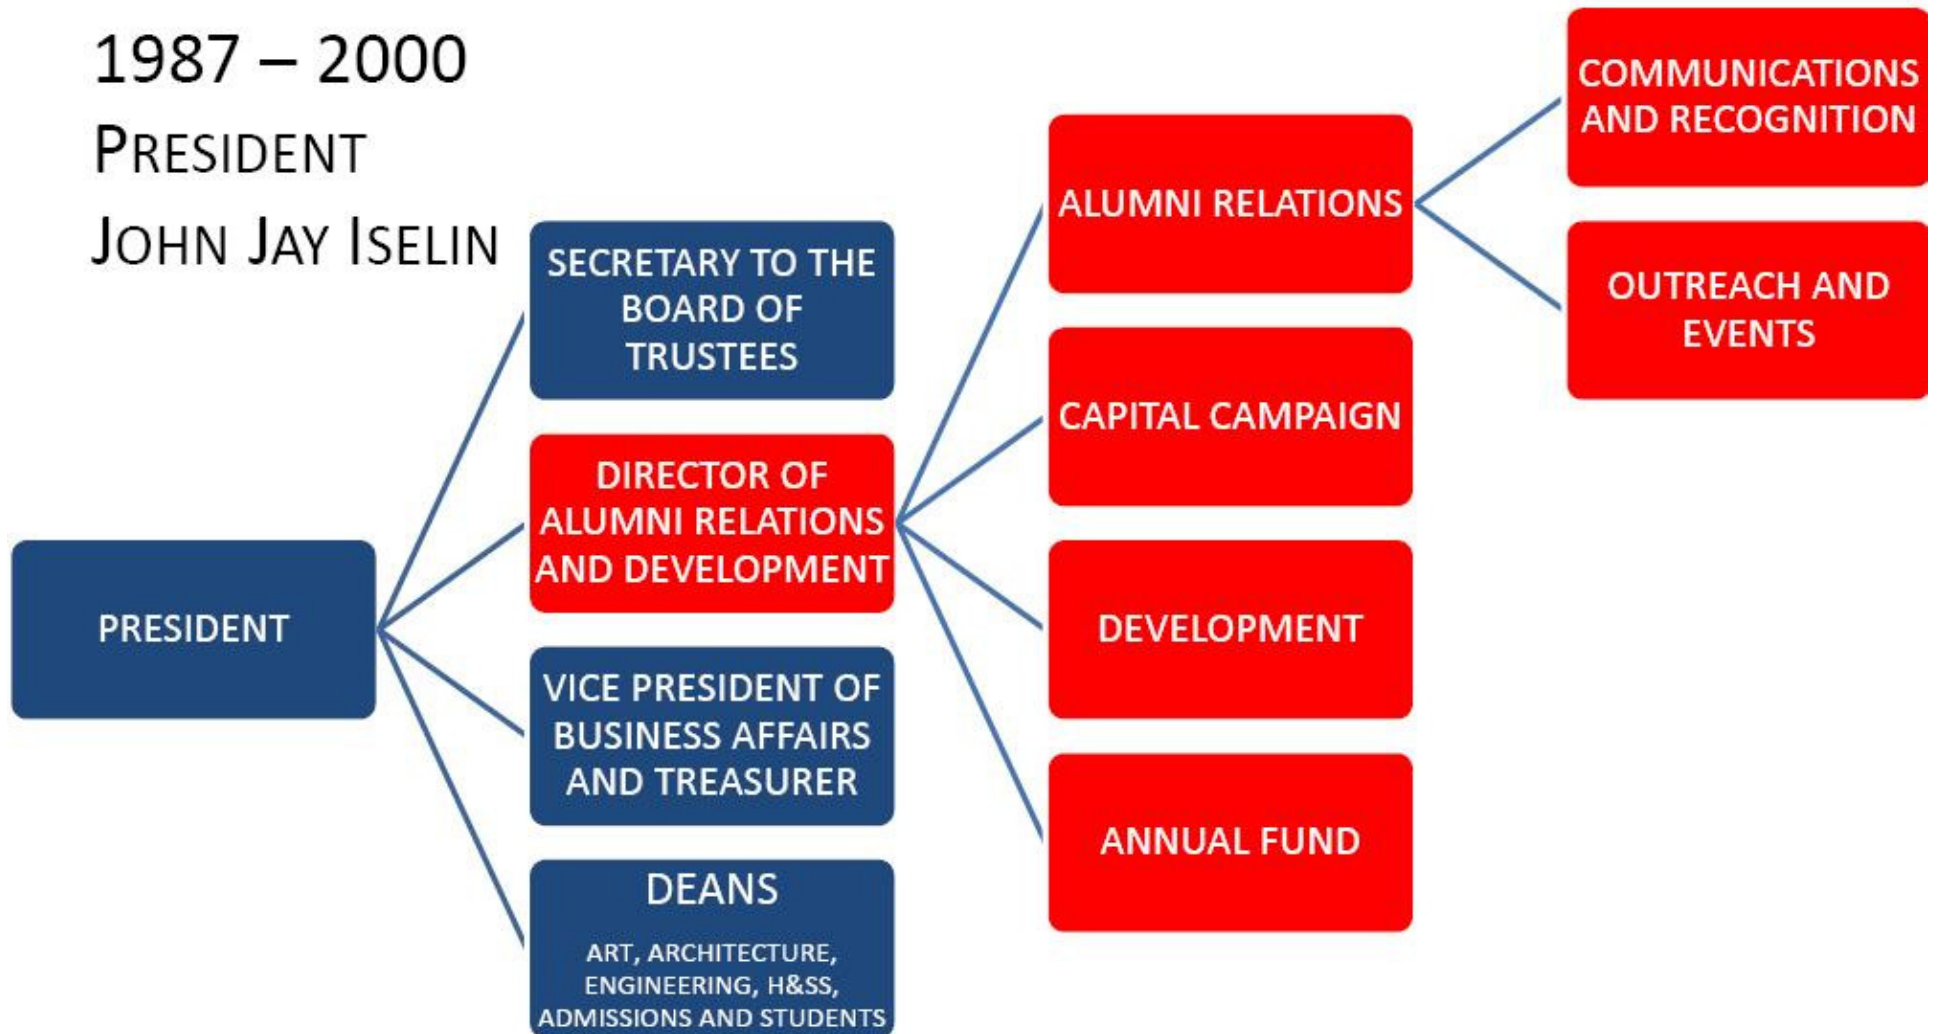 1987 – 2000
PRESIDENT
JOHN JAY ISELIN
PRESIDENT
SECRETARY TO THE
BOARD OF
TRUSTEES
DIRECTOR OF
ALUMNI RELATIONS
AND DEVELOPMENT
VICE PRESIDENT OF
BUSINESS AFFAIRS
AND TREASURER
DEANS
ART, ARCHITECTURE,
ENGINEERING, H&SS,
ADMISSIONS AND STUDENTS
ALUMNI RELATIONS
CAPITAL CAMPAIGN
DEVELOPMENT
ANNUAL FUND
COMMUNICATIONS
AND RECOGNITION
OUTREACH AND
EVENTS